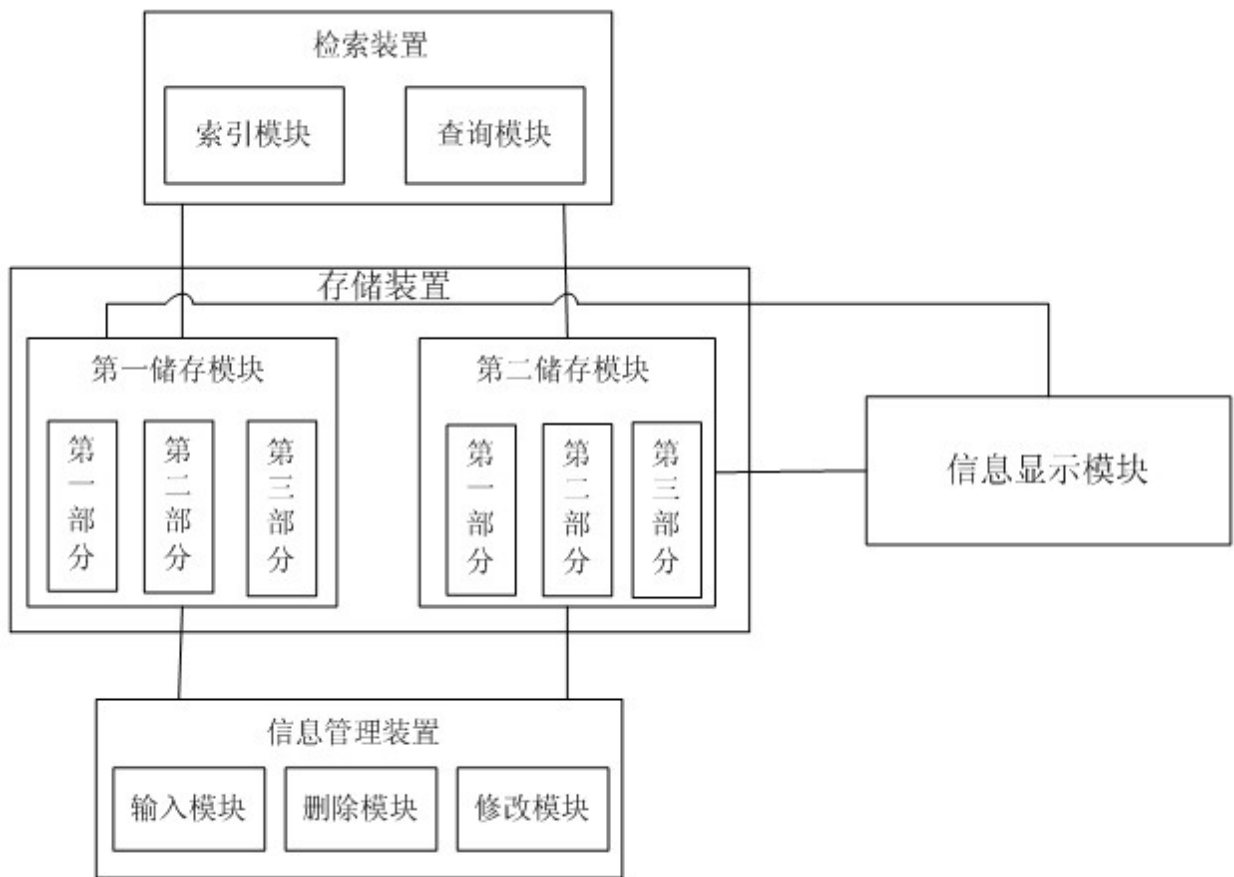 检索装置
索引模块
查询模块
存储装置
第一储存模块
第一部分
第二部分
第三部分
第二储存模块
第一部分
第二部分
第三部分
信息显示模块
信息管理装置
输入模块
删除模块
修改模块